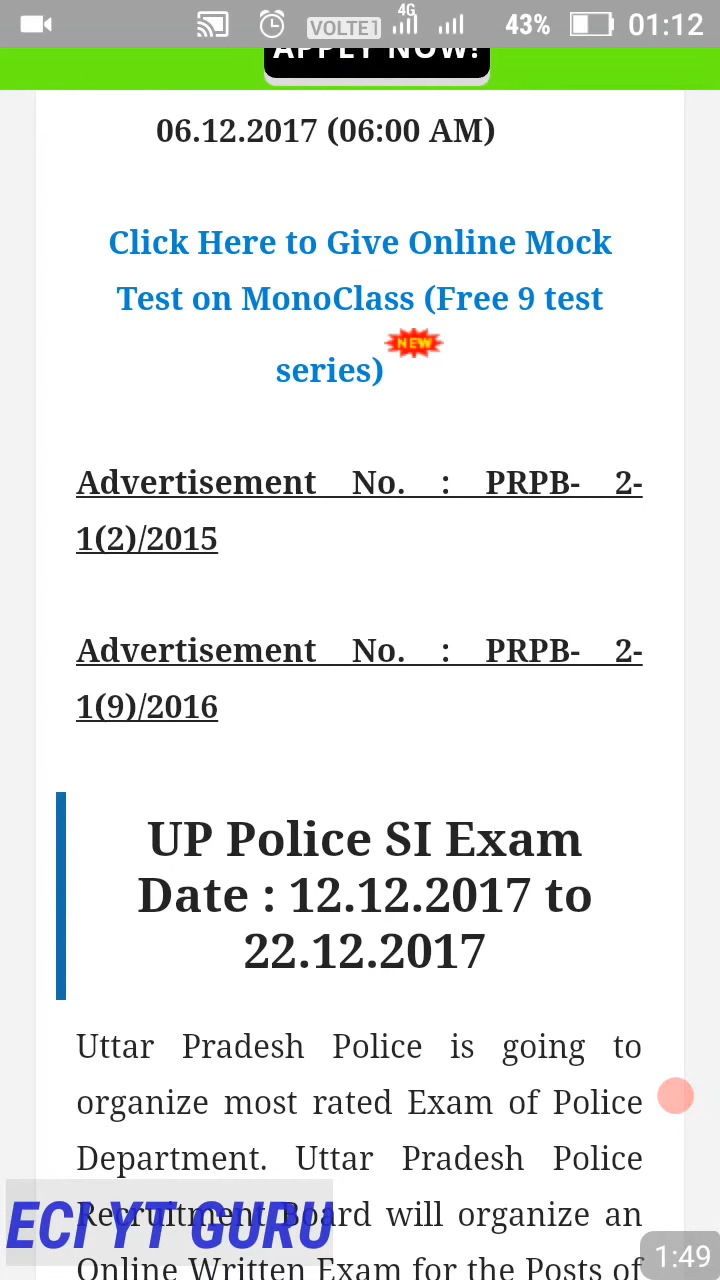 VOLTE1 4G 43% 01:12
APPLY NOW!
06.12.2017 (06:00 AM)
Click Here to Give Online Mock
Test on MonoClass (Free 9 test
NEW
series)
Advertisement No. : PRPB- 2-
1(2)/2015
Advertisement No. : PRPB- 2-
1(9)/2016
UP Police SI Exam
Date : 12.12.2017 to
22.12.2017
Uttar Pradesh Police is going to
organize most rated Exam of Police
Department. Uttar Pradesh Police
Recruitment Board will organize an
ECI YT GURU
Online Written Exam for the Posts of
1:49